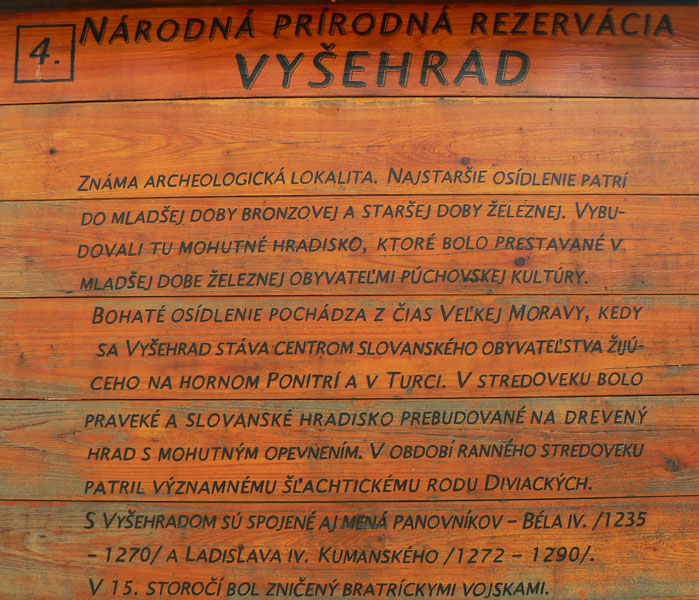 4. NÁRODNÁ PRÍRODNÁ REZERVÁCIA
VYŠEHRAD
ZNÁMA ARCHEOLOGICKÁ LOKALITA. NAJSTARŠIE OSÍDLENIE PATRÍ
DO MLADŠEJ DOBY BRONZOVEJ A STARŠEJ DOBY ŽELEZNEJ. VYBU-
DOVALI TU MOHUTNÉ HRADISKO, KTORÉ BOLO PRESTAVANÉ V
MLADŠEJ DOBE ŽELEZNEJ OBYVATEĽMI PÚCHOVSKEJ KULTÚRY.
BOHATÉ OSÍDLENIE POCHÁDZA Z ČIAS VEĽKEJ MORAVY, KEDY
SA VYŠEHRAD STÁVA CENTROM SLOVANSKÉHO OBYVATEĽSTVA ŽIJÚ-
CEHO NA HORNOM PONITRÍ A V TURCI. V STREDOVEKU BOLO
PRAVEKÉ A SLOVANSKÉ HRADISKO PREBUDOVANÉ NA DREVENÝ
HRAD S MOHUTNÝM OPEVNENÍM. V OBDOBÍ RANNÉHO STREDOVEKU
PATRIL VÝZNAMNÉMU ŠĽACHTICKÉMU RODU DIVIACKÝCH.
S VYŠEHRADOM SÚ SPOJENÉ AJ MENÁ PANOVNÍKOV – BÉLA IV. /1235
– 1270/ A LADISĽAVA IV. KUMANSKÉHO /1272 – 1290/.
V 15. STOROČÍ BOL ZNIČENÝ BRATRÍCKYMI VOJSKAMI.